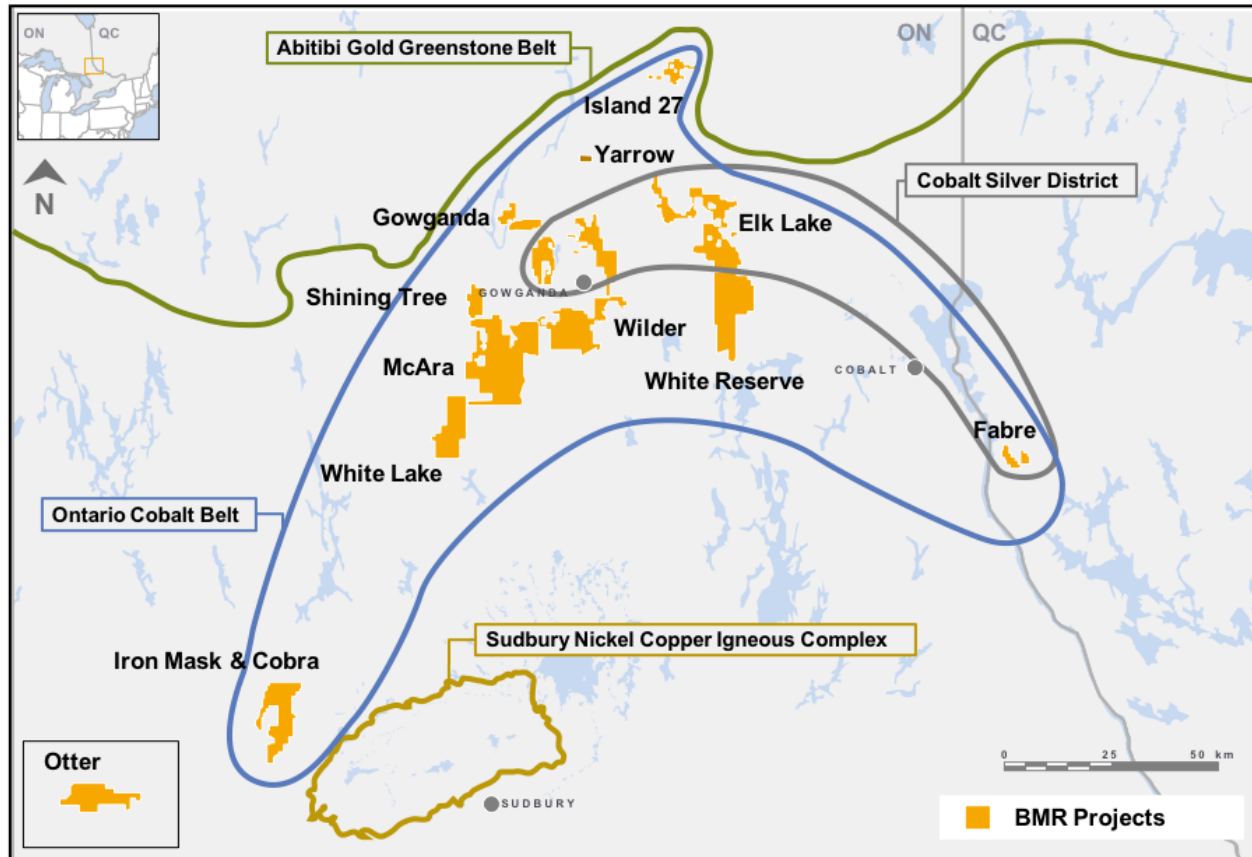 ON
QC
ON
QC
Abitibi Gold Greenstone Belt
Island 27
N
Yarrow
Cobalt Silver District
Gowganda
Elk Lake
GOWGANDA
Shining Tree
Wilder
McAra
COBALT
White Reserve
Fabre
White Lake
Ontario Cobalt Belt
Sudbury Nickel Copper Igneous Complex
Iron Mask & Cobra
Otter
0 25 50 km
SUDBURY
BMR Projects